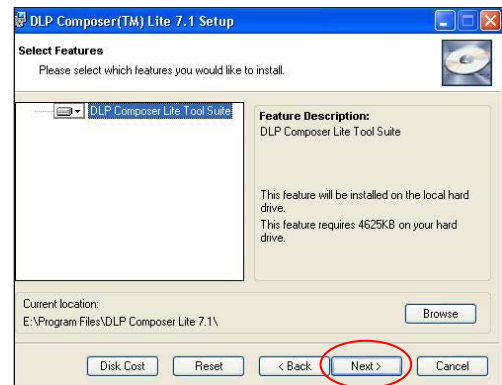 DLP Composer(TM) Lite 7.1 Setup
Select Features
Please select which features you would like to install.
DLP Composer Lite Tool Suite
Feature Description:
DLP Composer Lite Tool Suite
This feature will be installed on the local hard
drive.
This feature requires 4625KB on your hard
drive.
Current location:
E:\Program Files\DLP Composer Lite 7.1\
Browse
Disk Cost
Reset
< Back
Next >
Cancel